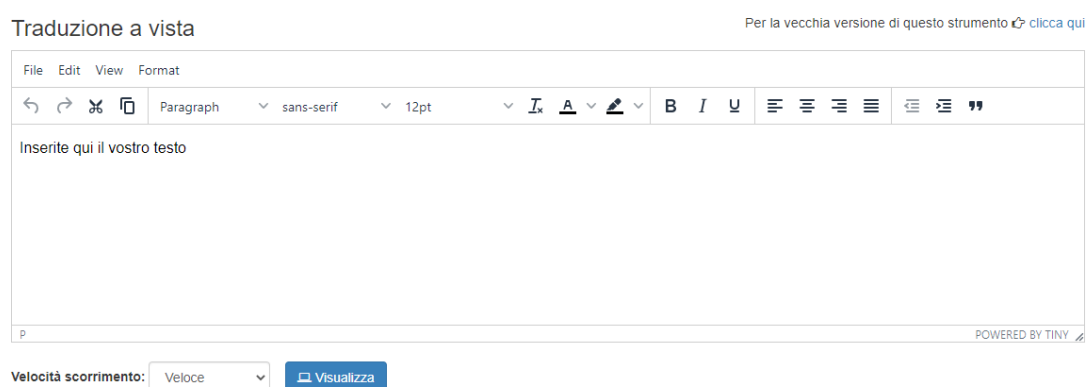 Traduzione a vista
Per la vecchia versione di questo strumento clicca qui
File Edit View Format
Paragraph sans-serif 12pt
Inserite qui il vostro testo
P POWERED BY TINY
Velocità scorrimento: Veloce Visualizza